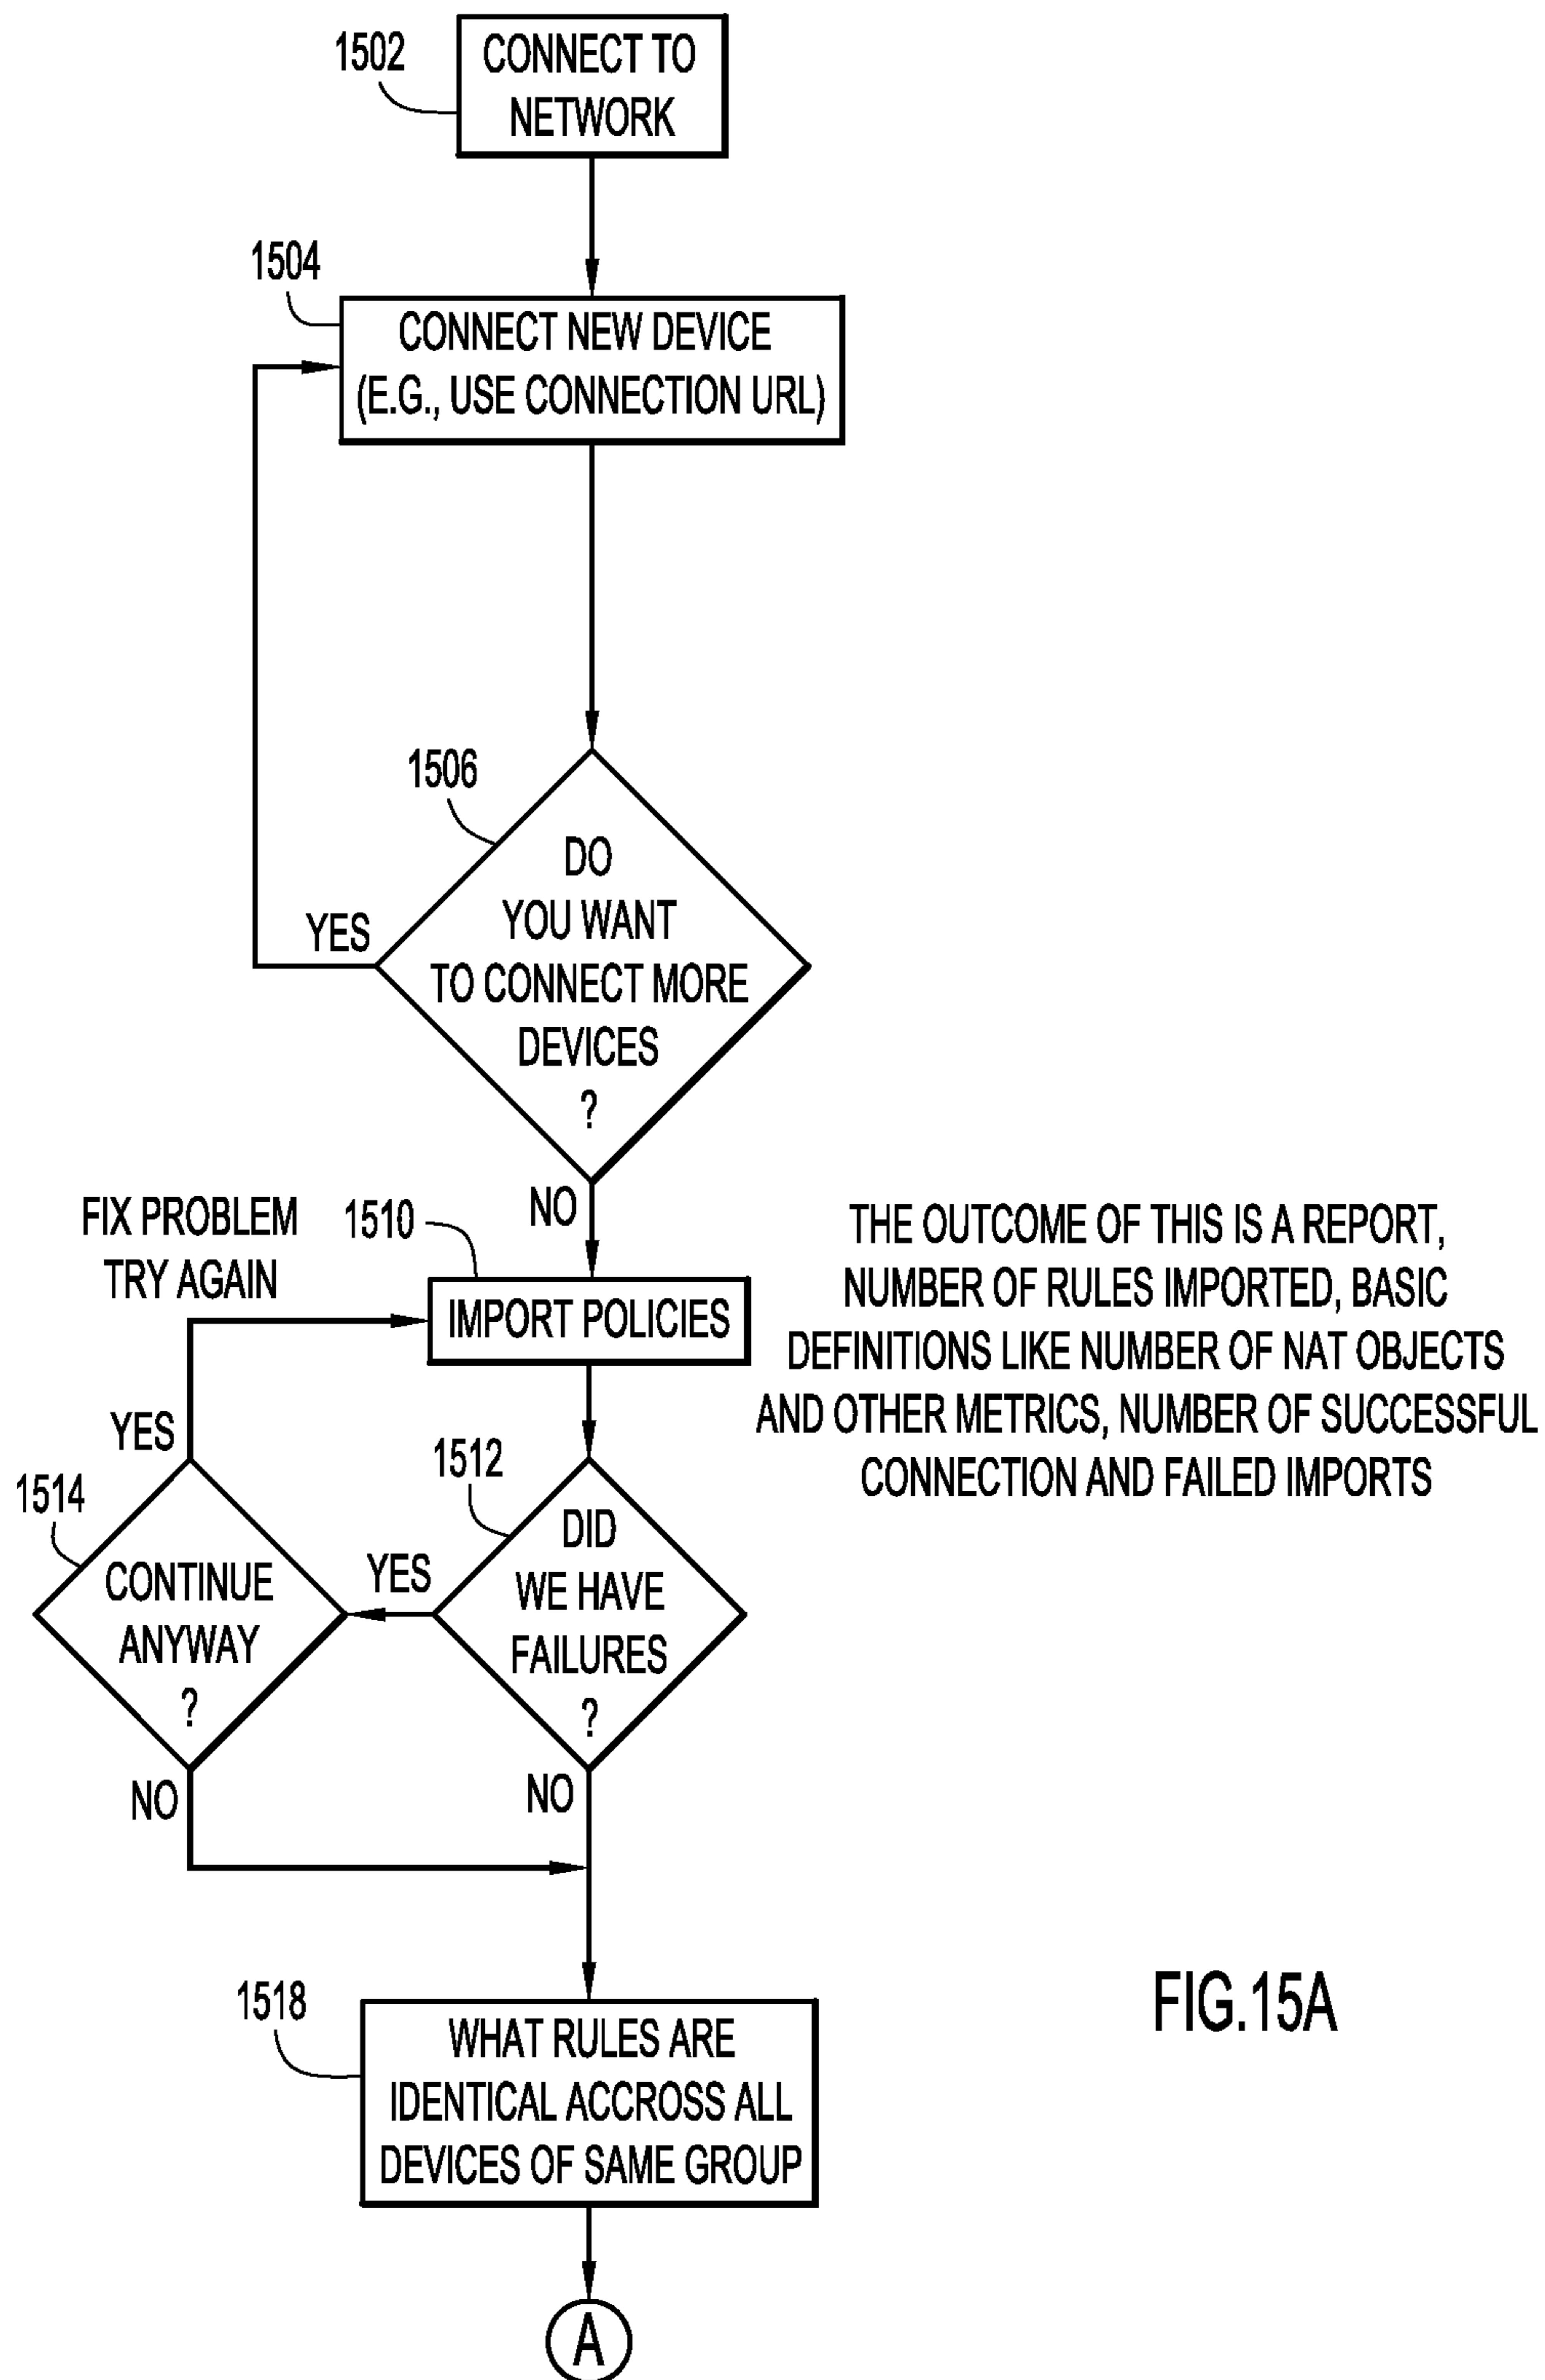 1502
CONNECT TO
NETWORK
1504
CONNECT NEW DEVICE
(E.G., USE CONNECTION URL)
1506
DO
YOU WANT
TO CONNECT MORE
DEVICES
?
YES
NO
FIX PROBLEM
TRY AGAIN
1510
IMPORT POLICIES
THE OUTCOME OF THIS IS A REPORT,
NUMBER OF RULES IMPORTED, BASIC
DEFINITIONS LIKE NUMBER OF NAT OBJECTS
AND OTHER METRICS, NUMBER OF SUCCESSFUL
CONNECTION AND FAILED IMPORTS
YES
1512
DID
WE HAVE
FAILURES
?
YES
1514
CONTINUE
ANYWAY
?
NO
NO
1518
WHAT RULES ARE
IDENTICAL ACCROSS ALL
DEVICES OF SAME GROUP
A
FIG.15A